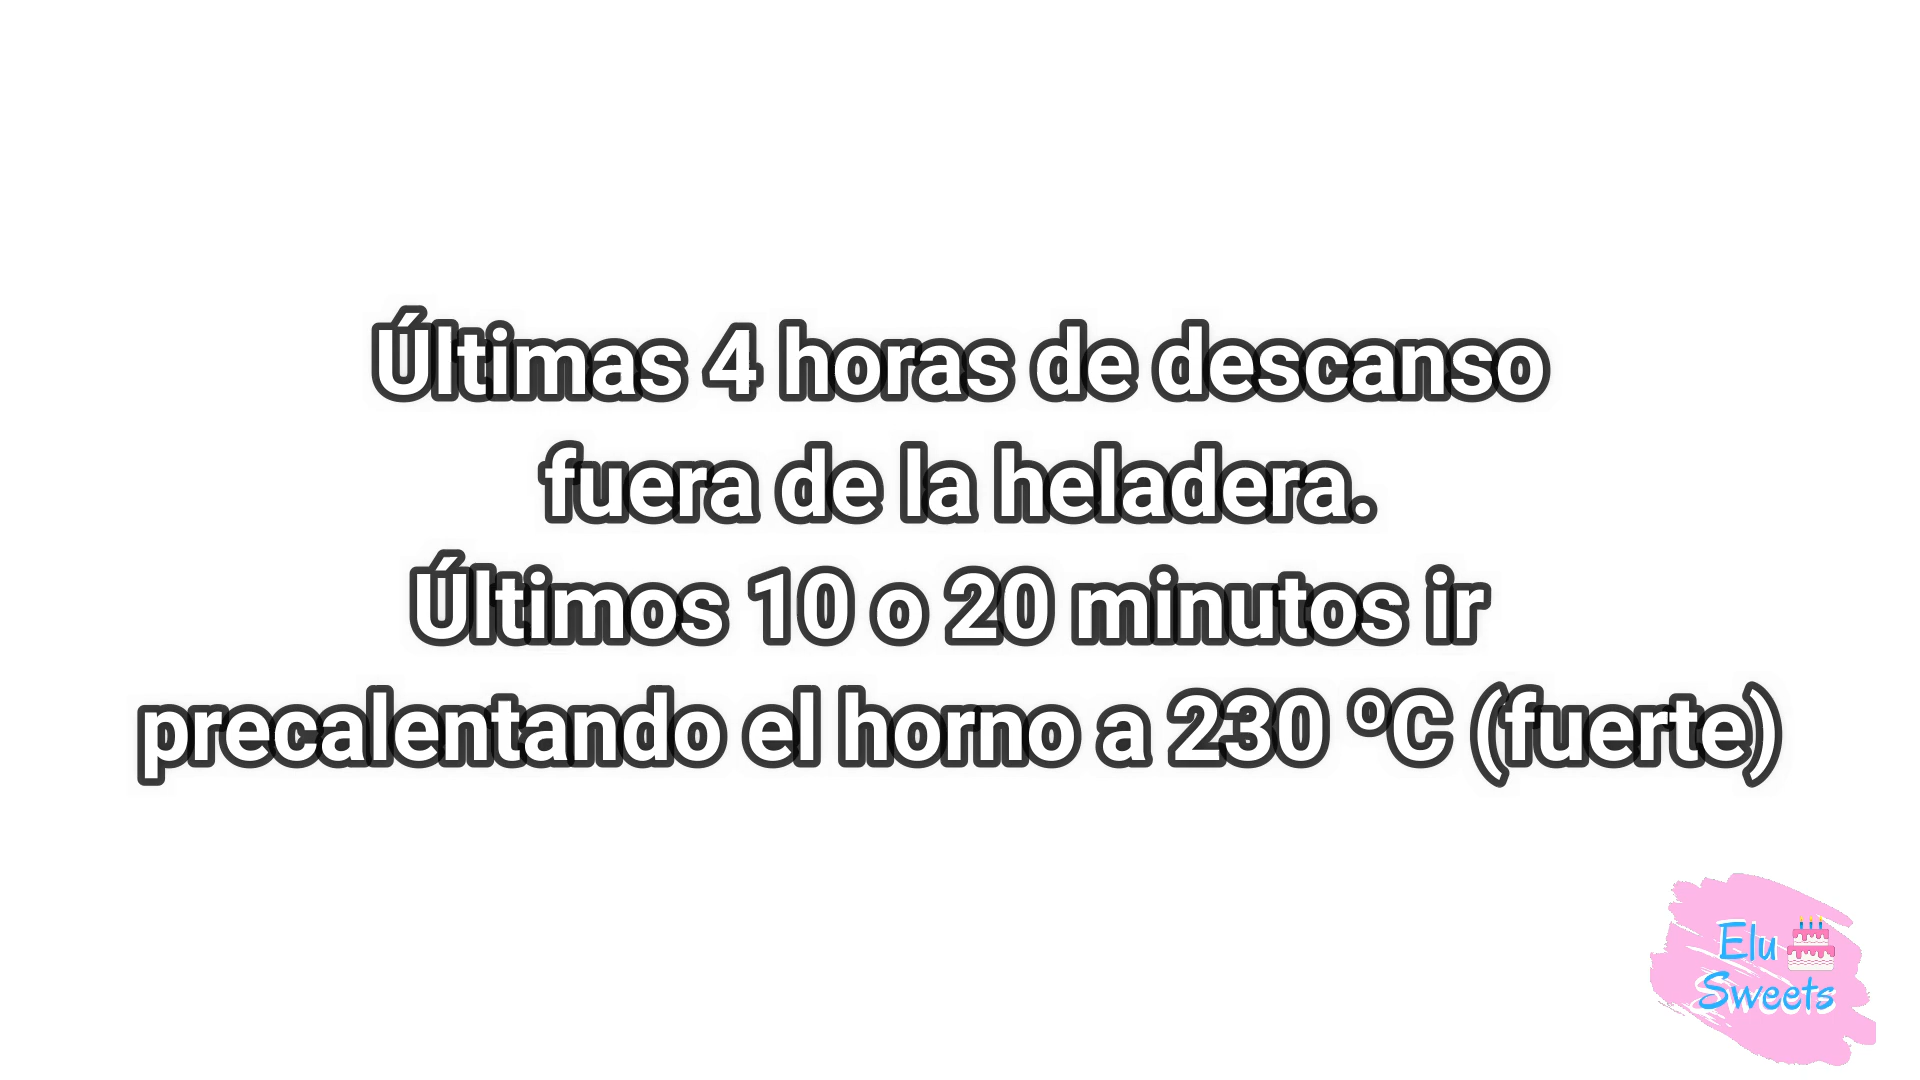 Últimas 4 horas de descanso
fuera de la heladera.
Últimos 10 o 20 minutos ir
precalentando el horno a 230 ºC (fuerte)
Elu
Sweets